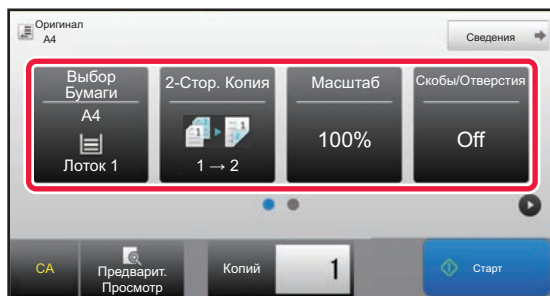 Оригинал
A4
Сведения
Выбор
Бумаги
A4
Лоток 1
2-Стор. Копия
1 → 2
Масштаб
100%
Скобы/Отверстия
Off
CA
Предварит.
Просмотр
Копий
1
Старт